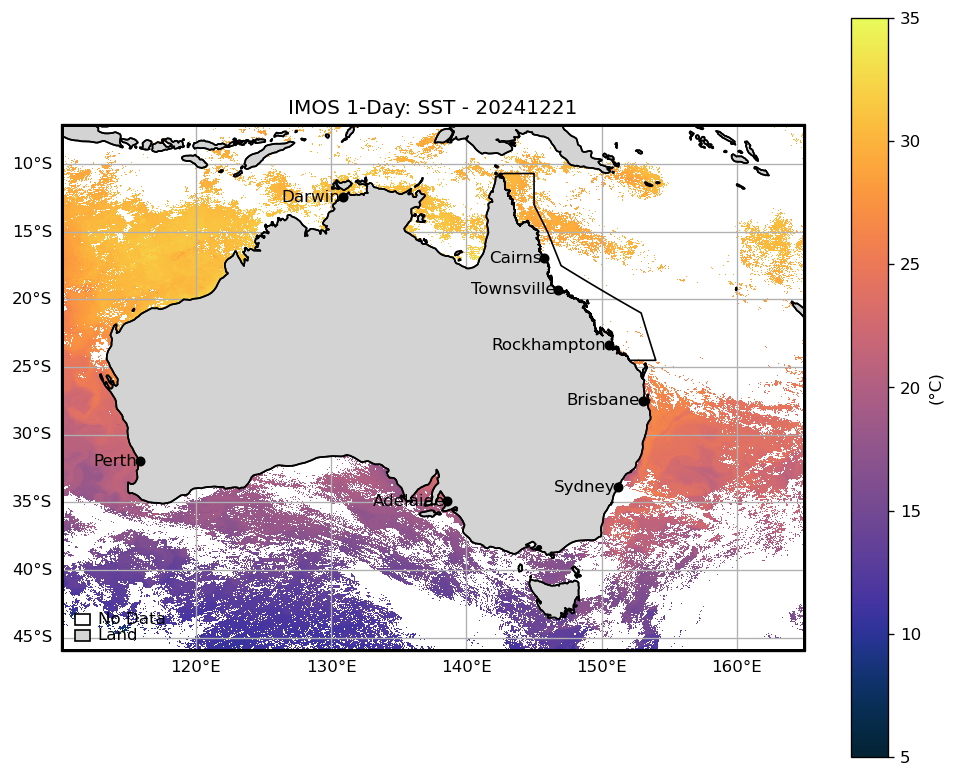 IMOS 1-Day: SST - 20241221
35
30
25
20
15
10
5
(°C)
10°S
15°S
20°S
25°S
30°S
35°S
40°S
45°S
120°E
130°E
140°E
150°E
160°E
Darwin
Cairns
Townsville
Rockhampton
Brisbane
Perth
Sydney
Adelaide
No Data
Land